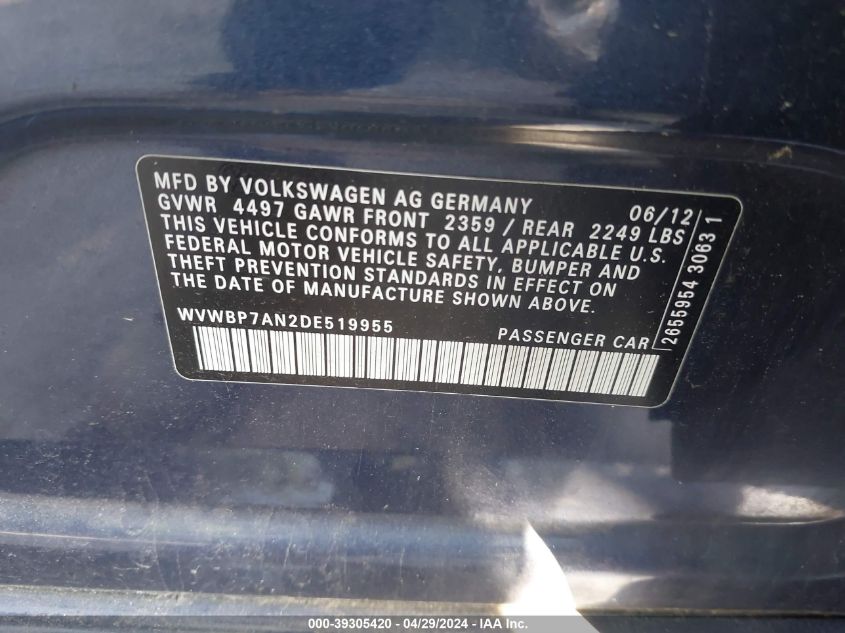 MFD BY VOLKSWAGEN AG GERMANY 06/12
GVWR 4497 GAWR FRONT 2359 / REAR 2249 LBS
THIS VEHICLE CONFORMS TO ALL APPLICABLE U.S.
FEDERAL MOTOR VEHICLE SAFETY, BUMPER AND
THEFT PREVENTION STANDARDS IN EFFECT ON
THE DATE OF MANUFACTURE SHOWN ABOVE.
WVWBP7AN2DE519955 PASSENGER CAR
2655954 3063 1
000-39305420 - 04/29/2024 - IAA Inc.